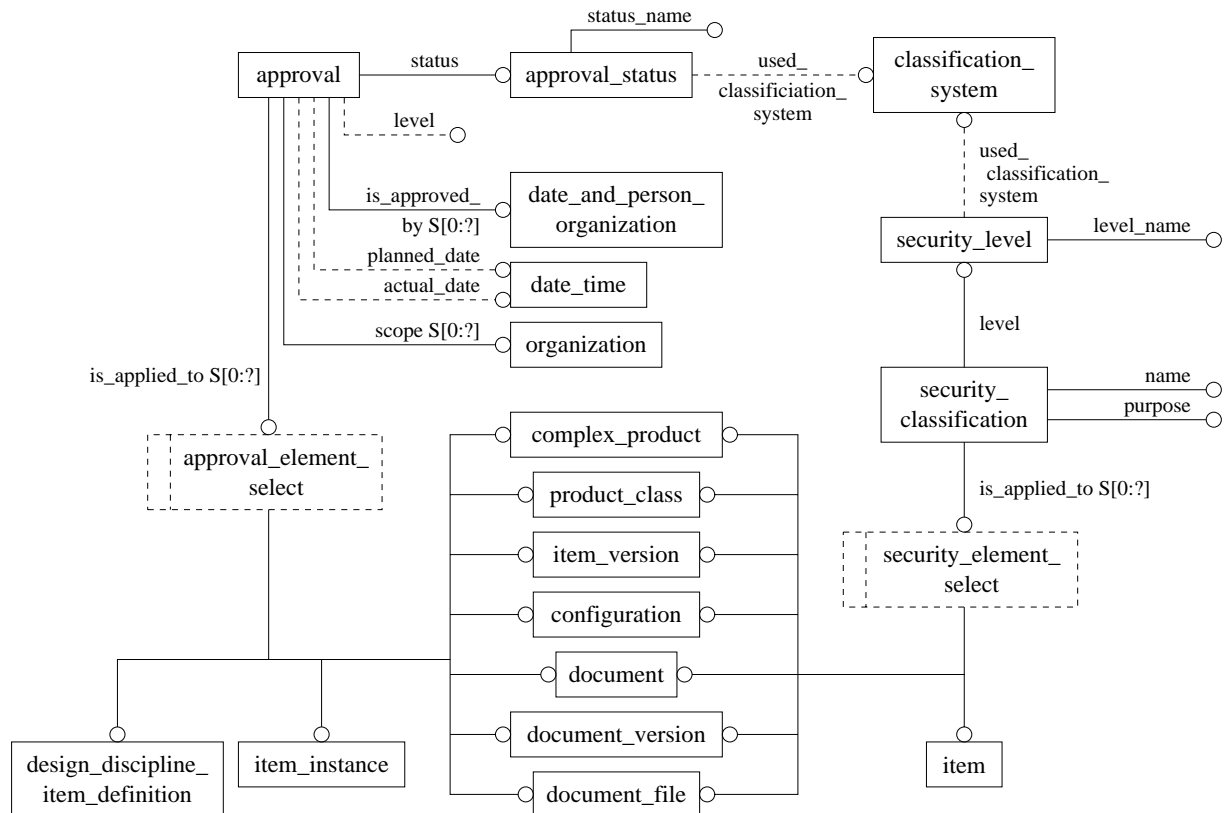 status_name
approval
status
approval_status
used_
classificiation_
system
classification_
system
level
used_
classification_
system
is_approved_
by S[0:?]
date_and_person_
organization
security_level
level_name
planned_date
actual_date
date_time
scope S[0:?]
organization
level
is_applied_to S[0:?]
security_
classification
name
purpose
approval_element_
select
complex_product
product_class
is_applied_to S[0:?]
item_version
security_element_
select
configuration
document
document_version
design_discipline_
item_definition
item_instance
item
document_file